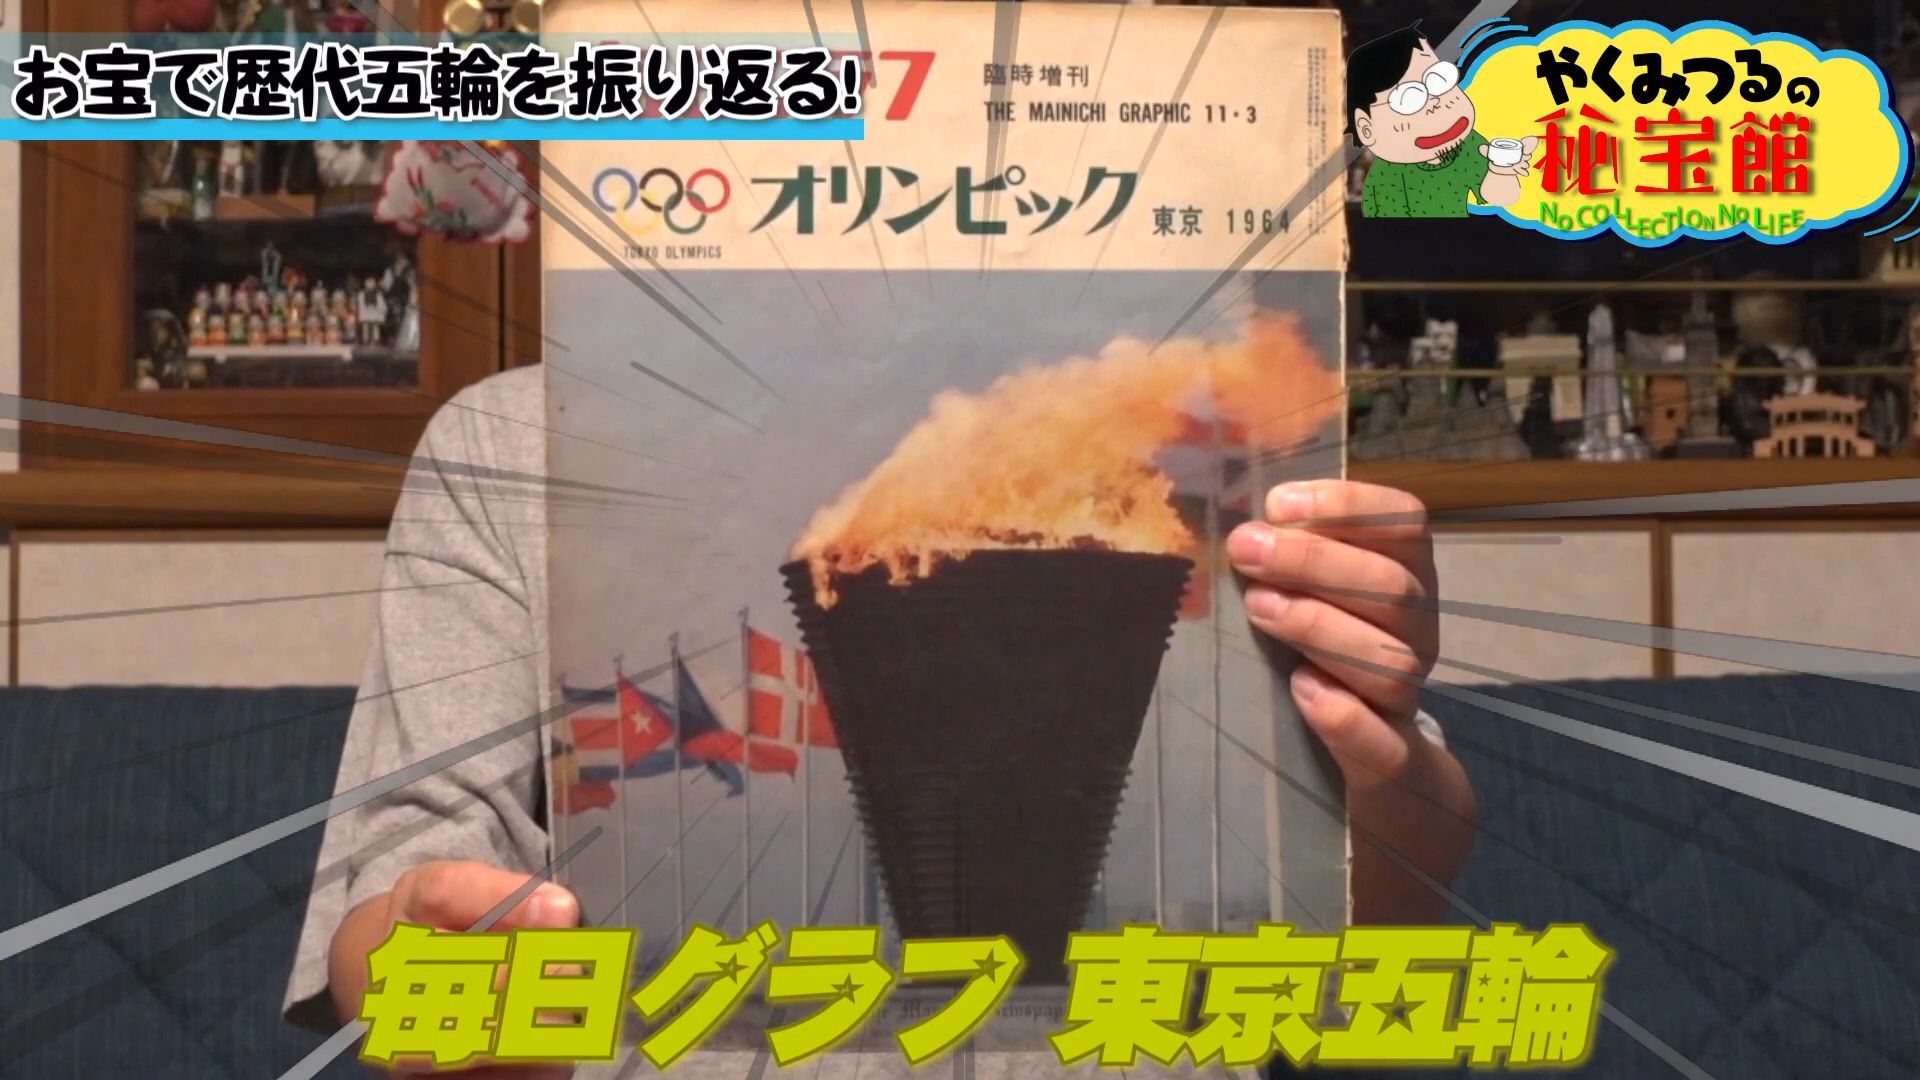 お宝で歴代五輪を振り返る!
臨時増刊
THE MAINICHI GRAPHIC 11・3
オリンピック 東京 1964
TOKYO OLYMPICS
やくみつるの
秘宝館
NO COLLECTION NO LIFE
毎日グラフ 東京五輪